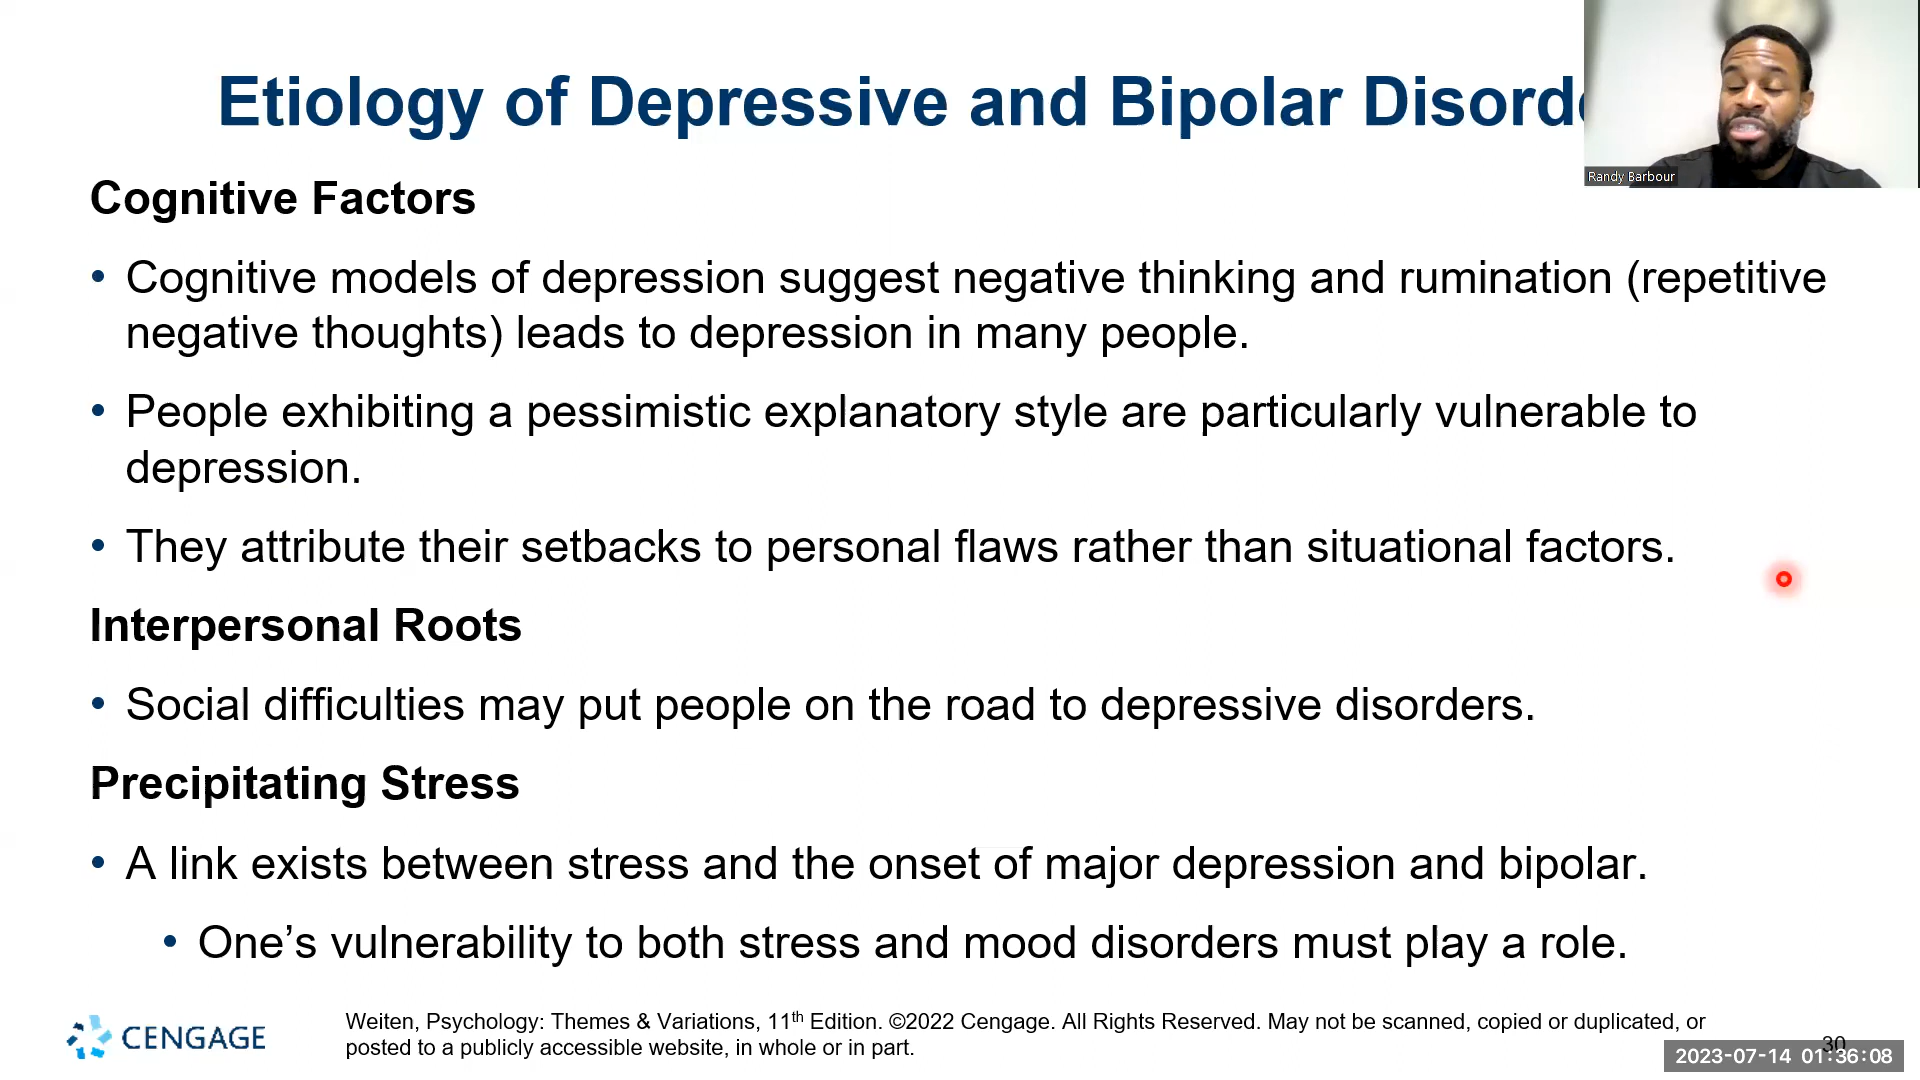 Etiology of Depressive and Bipolar Disord
Randy Barbour
Cognitive Factors
• Cognitive models of depression suggest negative thinking and rumination (repetitive
negative thoughts) leads to depression in many people.
• People exhibiting a pessimistic explanatory style are particularly vulnerable to
depression.
• They attribute their setbacks to personal flaws rather than situational factors.
Interpersonal Roots
• Social difficulties may put people on the road to depressive disorders.
Precipitating Stress
• A link exists between stress and the onset of major depression and bipolar.
• One’s vulnerability to both stress and mood disorders must play a role.
CENGAGE
Weiten, Psychology: Themes & Variations, 11th Edition. ©2022 Cengage. All Rights Reserved. May not be scanned, copied or duplicated, or
posted to a publicly accessible website, in whole or in part.
30
2023-07-14 01:36:08